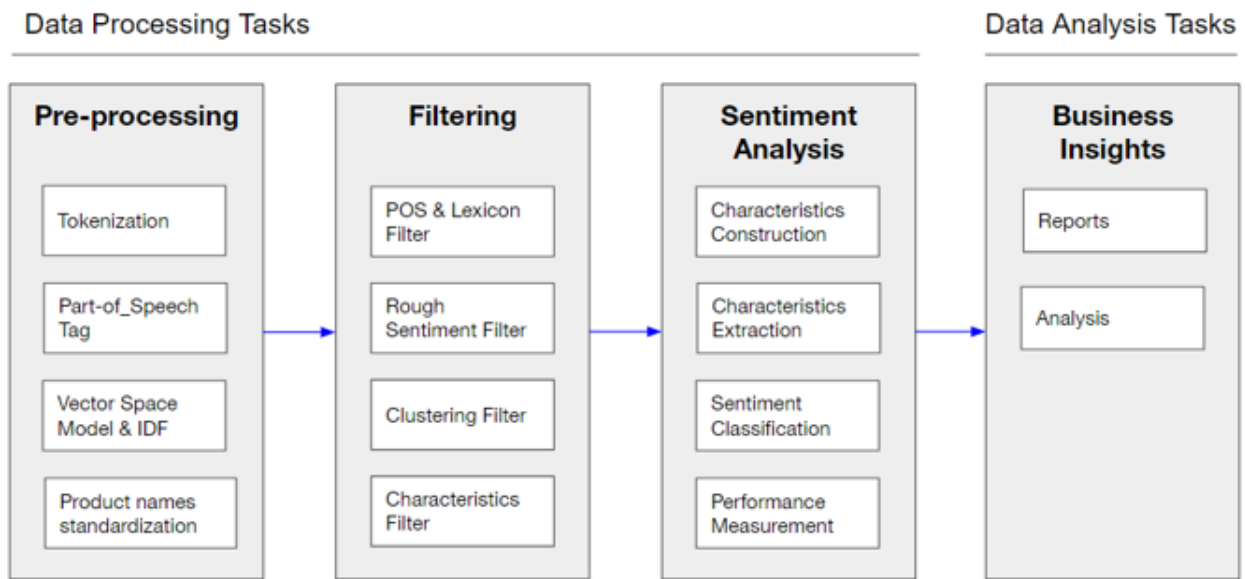 Data Processing Tasks
Data Analysis Tasks
Pre-processing
Tokenization
Part-of_Speech
Tag
Vector Space
Model & IDF
Product names
standardization
Filtering
POS & Lexicon
Filter
Rough
Sentiment Filter
Clustering Filter
Characteristics
Filter
Sentiment
Analysis
Characteristics
Construction
Characteristics
Extraction
Sentiment
Classification
Performance
Measurement
Business
Insights
Reports
Analysis